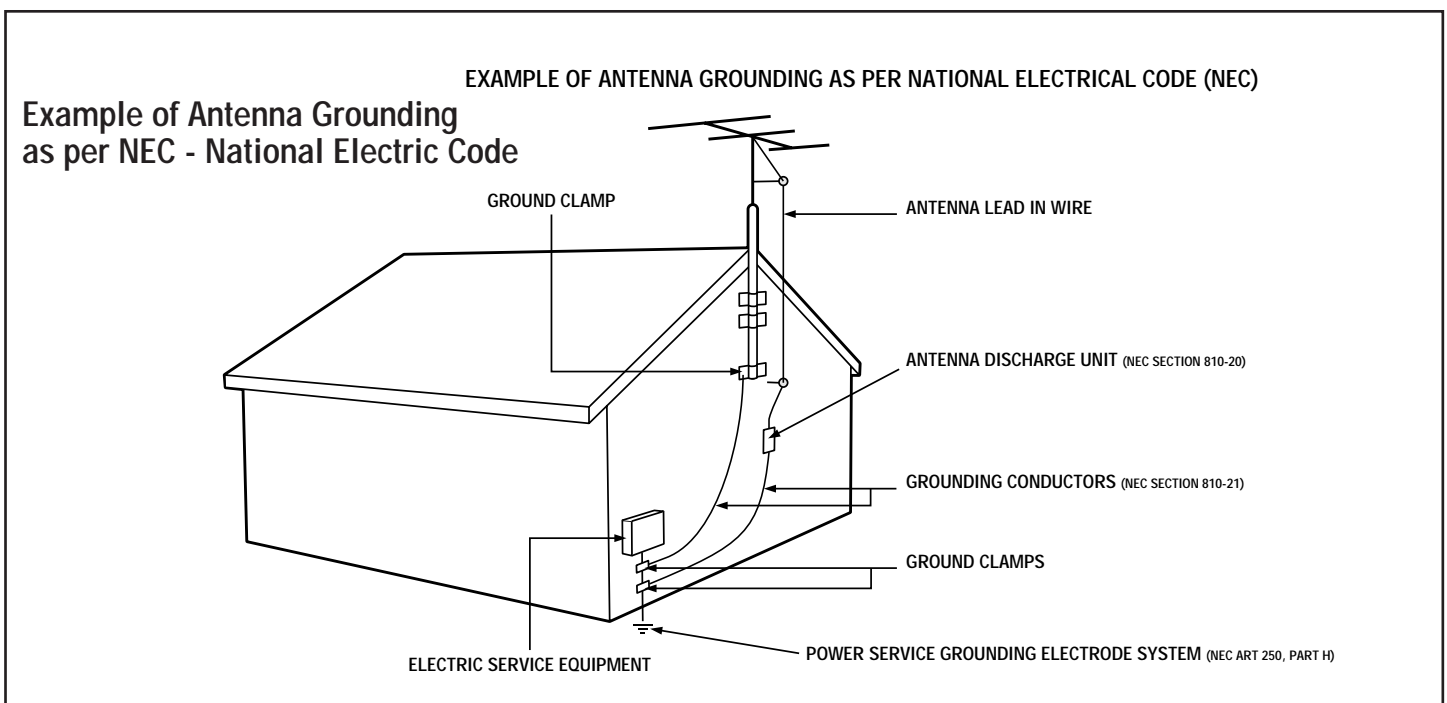 EXAMPLE OF ANTENNA GROUNDING AS PER NATIONAL ELECTRICAL CODE (NEC)
Example of Antenna Grounding
as per NEC - National Electric Code
GROUND CLAMP
ANTENNA LEAD IN WIRE
ANTENNA DISCHARGE UNIT (NEC SECTION 810-20)
GROUNDING CONDUCTORS (NEC SECTION 810-21)
GROUND CLAMPS
POWER SERVICE GROUNDING ELECTRODE SYSTEM (NEC ART 250, PART H)
ELECTRIC SERVICE EQUIPMENT